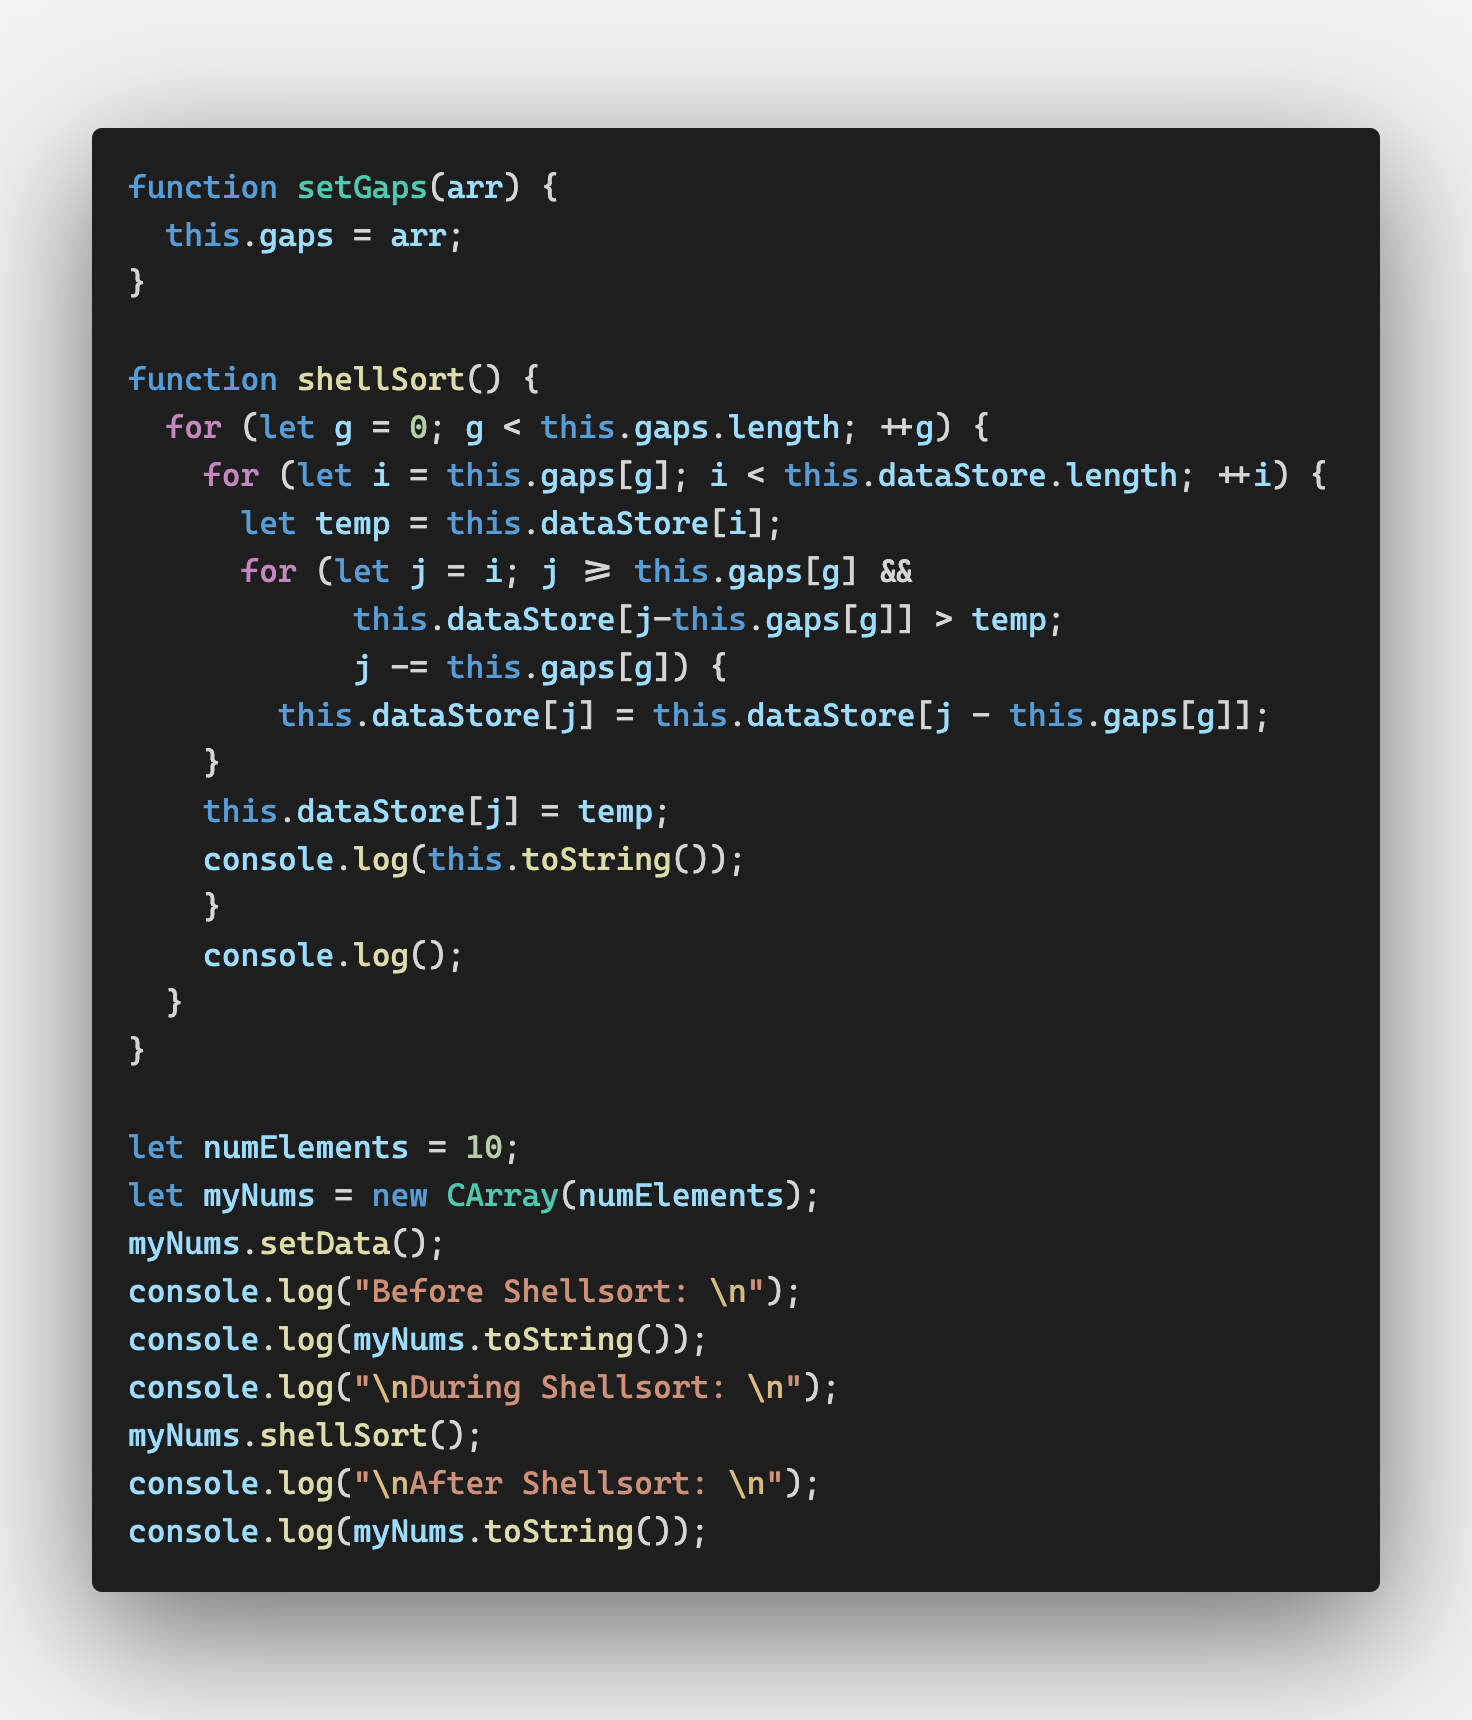 function setGaps(arr) {
  this.gaps = arr;
}

function shellSort() {
  for (let g = 0; g < this.gaps.length; ++g) {
    for (let i = this.gaps[g]; i < this.dataStore.length; ++i) {
      let temp = this.dataStore[i];
      for (let j = i; j >= this.gaps[g] &&
            this.dataStore[j-this.gaps[g]] > temp;
            j -= this.gaps[g]) {
        this.dataStore[j] = this.dataStore[j - this.gaps[g]];
    }
    this.dataStore[j] = temp;
    console.log(this.toString());
    }
    console.log();
  }
}

let numElements = 10;
let myNums = new CArray(numElements);
myNums.setData();
console.log("Before Shellsort: \n");
console.log(myNums.toString());
console.log("\nDuring Shellsort: \n");
myNums.shellSort();
console.log("\nAfter Shellsort: \n");
console.log(myNums.toString());